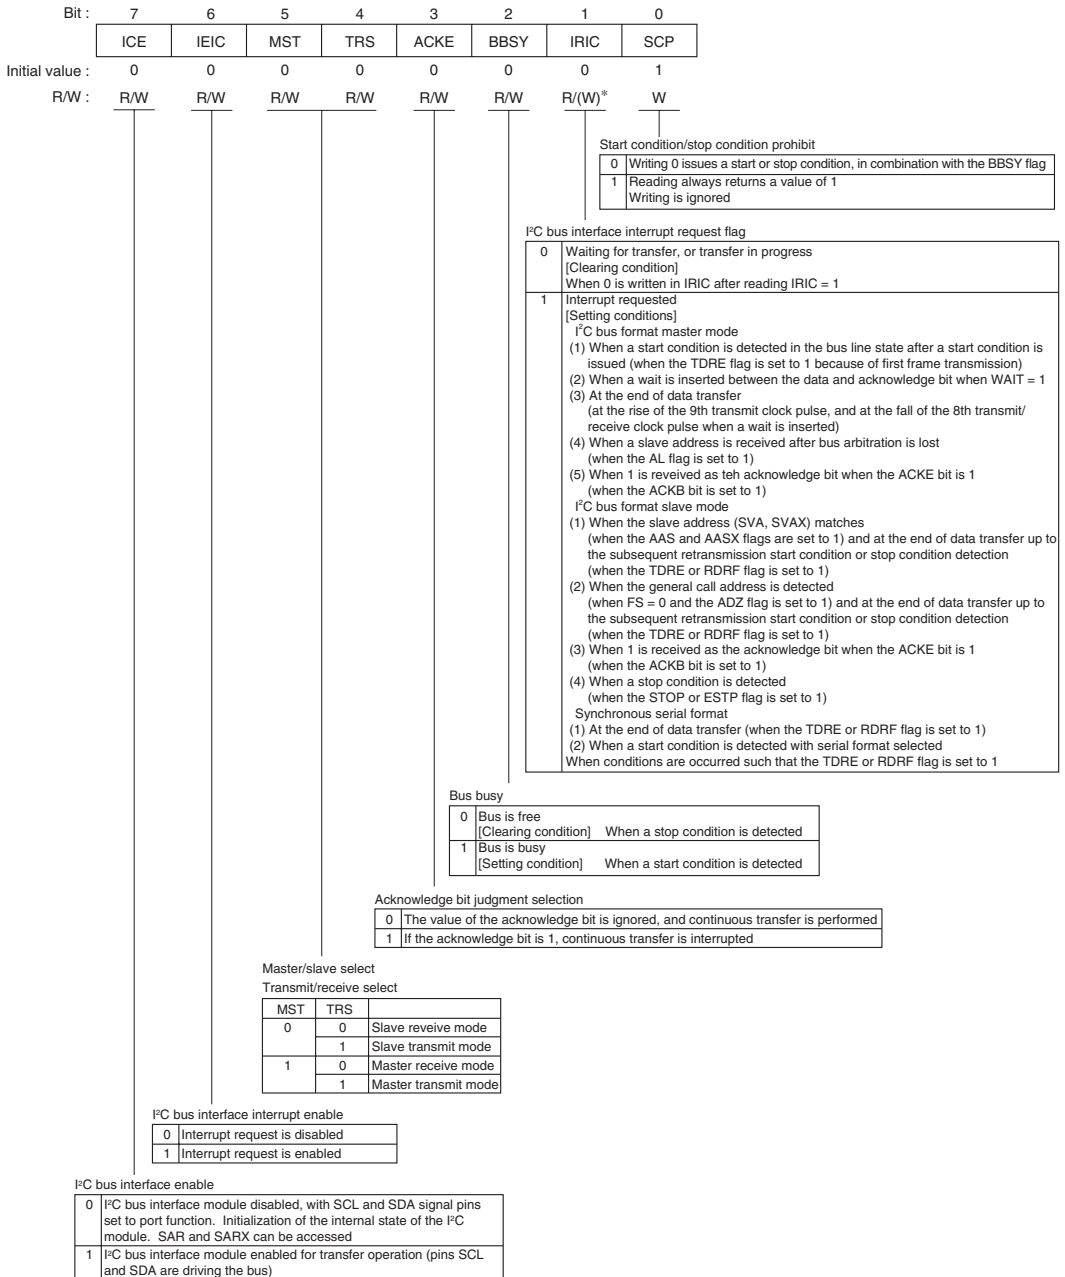 Bit : 7 6 5 4 3 2 1 0
ICE IEIC MST TRS ACKE BBSY IRIC SCP
Initial value : 0 0 0 0 0 0 0 1
R/W : R/W R/W R/W R/W R/W R/W R/(W)* W
Start condition/stop condition prohibit
0 Writing 0 issues a start or stop condition, in combination with the BBSY flag
1 Reading always returns a value of 1
Writing is ignored
I²C bus interface interrupt request flag
0 Waiting for transfer, or transfer in progress
[Clearing condition]
When 0 is written in IRIC after reading IRIC = 1
1 Interrupt requested
[Setting conditions]
I²C bus format master mode
(1) When a start condition is detected in the bus line state after a start condition is
issued (when the TDRE flag is set to 1 because of first frame transmission)
(2) When a wait is inserted between the data and acknowledge bit when WAIT = 1
(3) At the end of data transfer
(at the rise of the 9th transmit clock pulse, and at the fall of the 8th transmit/
receive clock pulse when a wait is inserted)
(4) When a slave address is received after bus arbitration is lost
(when the AL flag is set to 1)
(5) When 1 is reveived as teh acknowledge bit when the ACKE bit is 1
(when the ACKB bit is set to 1)
I²C bus format slave mode
(1) When the slave address (SVA, SVAX) matches
(when the AAS and AASX flags are set to 1) and at the end of data transfer up to
the subsequent retransmission start condition or stop condition detection
(when the TDRE or RDRF flag is set to 1)
(2) When the general call address is detected
(when FS = 0 and the ADZ flag is set to 1) and at the end of data transfer up to
the subsequent retransmission start condition or stop condition detection
(when the TDRE or RDRF flag is set to 1)
(3) When 1 is received as the acknowledge bit when the ACKE bit is 1
(when the ACKB bit is set to 1)
(4) When a stop condition is detected
(when the STOP or ESTP flag is set to 1)
Synchronous serial format
(1) At the end of data transfer (when the TDRE or RDRF flag is set to 1)
(2) When a start condition is detected with serial format selected
When conditions are occurred such that the TDRE or RDRF flag is set to 1
Bus busy
0 Bus is free
[Clearing condition] When a stop condition is detected
1 Bus is busy
[Setting condition] When a start condition is detected
Acknowledge bit judgment selection
0 The value of the acknowledge bit is ignored, and continuous transfer is performed
1 If the acknowledge bit is 1, continuous transfer is interrupted
Master/slave select
Transmit/receive select
MST TRS
0 0 Slave reveive mode
1 Slave transmit mode
1 0 Master receive mode
1 Master transmit mode
I²C bus interface interrupt enable
0 Interrupt request is disabled
1 Interrupt request is enabled
I²C bus interface enable
0 I²C bus interface module disabled, with SCL and SDA signal pins
set to port function. Initialization of the internal state of the I²C
module. SAR and SARX can be accessed
1 I²C bus interface module enabled for transfer operation (pins SCL
and SDA are driving the bus)